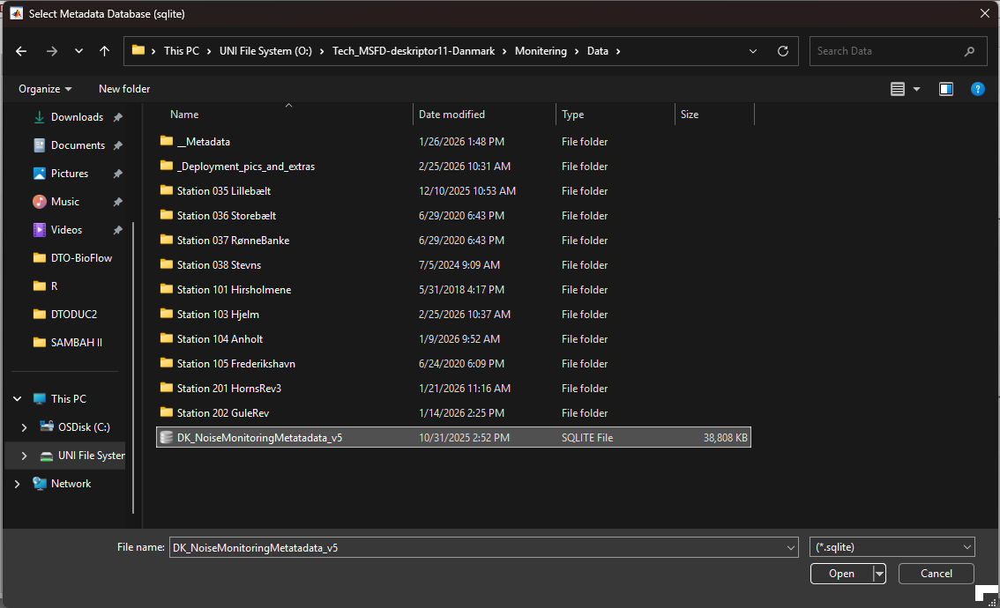 Select Metadata Database (sqlite)
This PC > UNI File System (O:) > Tech_MSFD-deskriptor11-Danmark > Monitering > Data >
Search Data
Organize
New folder
Downloads
Documents
Pictures
Music
Videos
DTO-BioFlow
R
DTODUC2
SAMBAH II
This PC
OSDisk (C:)
UNI File System
Network
Name Date modified Type Size
__Metadata 1/26/2026 1:48 PM File folder
_Deployment_pics_and_extras 2/25/2026 10:31 AM File folder
Station 035 Lillebælt 12/10/2025 10:53 AM File folder
Station 036 Storebælt 6/29/2020 6:43 PM File folder
Station 037 RønneBanke 6/29/2020 6:43 PM File folder
Station 038 Stevns 7/5/2024 9:09 AM File folder
Station 101 Hirsholmene 5/31/2018 4:17 PM File folder
Station 103 Hjelm 2/25/2026 10:37 AM File folder
Station 104 Anholt 1/9/2026 9:52 AM File folder
Station 105 Frederikshavn 6/24/2020 6:09 PM File folder
Station 201 HornsRev3 1/21/2026 11:16 AM File folder
Station 202 GuleRev 1/14/2026 2:25 PM File folder
DK_NoiseMonitoringMetatadata_v5 10/31/2025 2:52 PM SQLITE File 38,808 KB
File name: DK_NoiseMonitoringMetatadata_v5 (*.sqlite)
Open Cancel